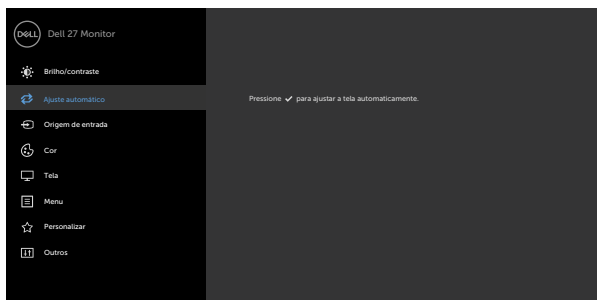 DELL Dell 27 Monitor
Brilho/contraste
Ajuste automático
Pressione ✓ para ajustar a tela automaticamente.
Origem de entrada
Cor
Tela
Menu
Personalizar
Outros